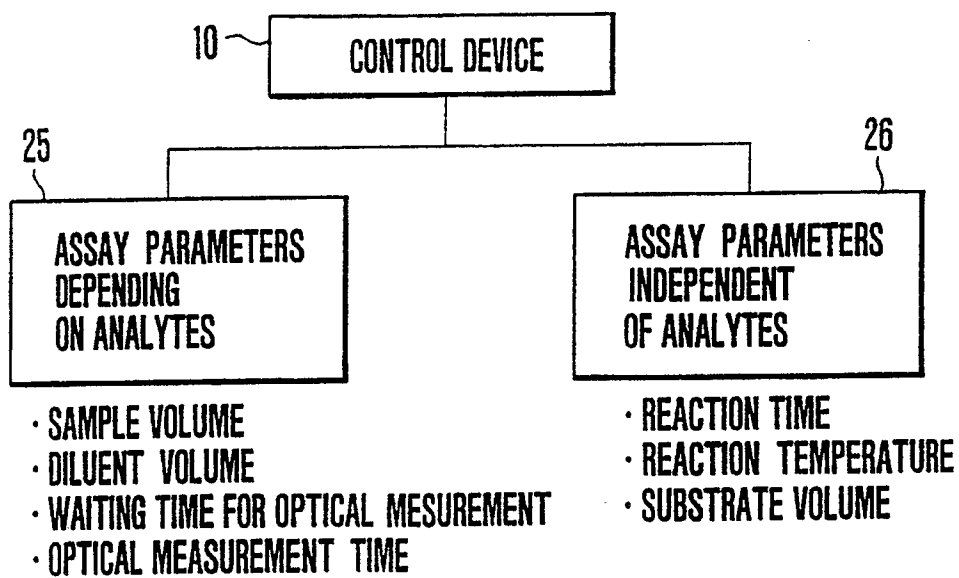 10
CONTROL DEVICE
25
ASSAY PARAMETERS
DEPENDING
ON ANALYTES
· SAMPLE VOLUME
· DILUENT VOLUME
· WAITING TIME FOR OPTICAL MESUREMENT
· OPTICAL MEASUREMENT TIME
26
ASSAY PARAMETERS
INDEPENDENT
OF ANALYTES
· REACTION TIME
· REACTION TEMPERATURE
· SUBSTRATE VOLUME